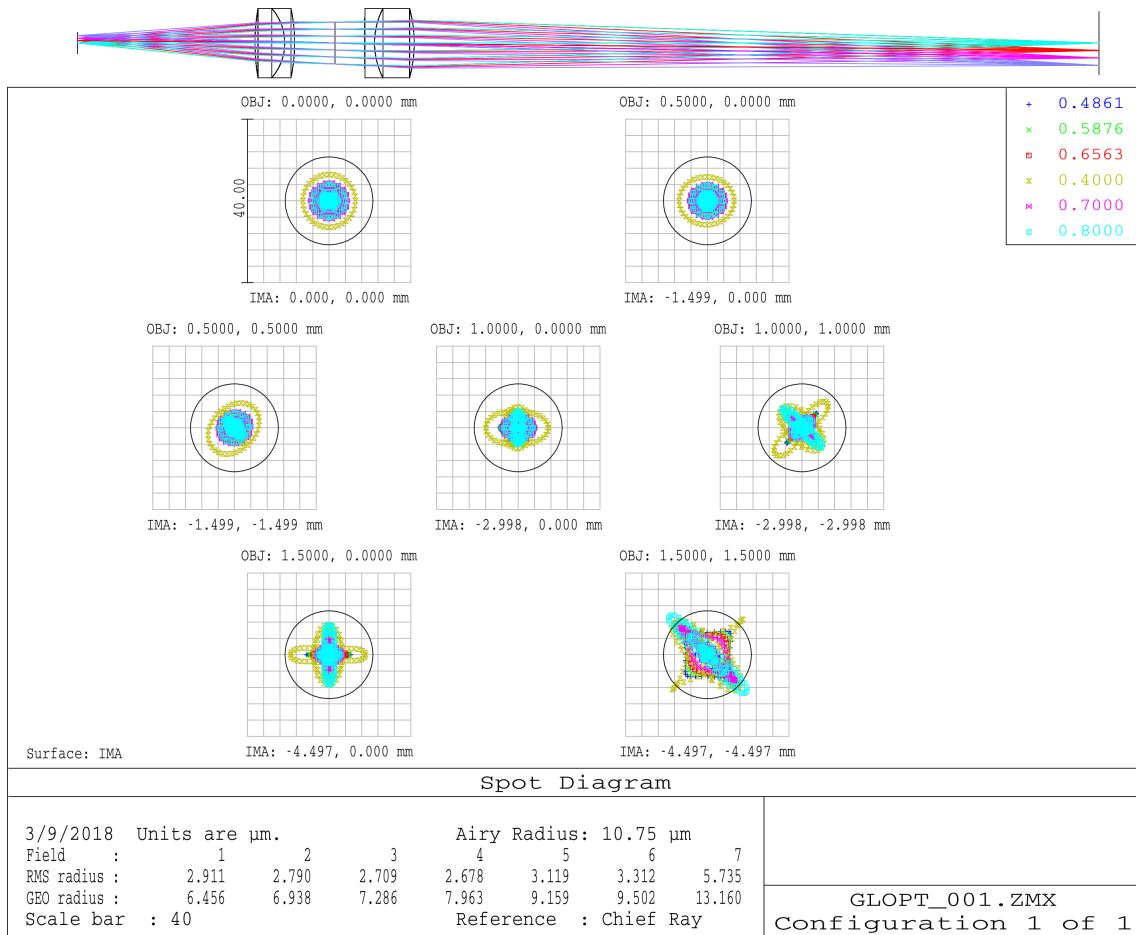 OBJ: 0.0000, 0.0000 mm
OBJ: 0.5000, 0.0000 mm
0.4861
0.5876
0.6563
0.4000
0.7000
0.8000
40.00
IMA: 0.000, 0.000 mm
IMA: -1.499, 0.000 mm
OBJ: 0.5000, 0.5000 mm
OBJ: 1.0000, 0.0000 mm
OBJ: 1.0000, 1.0000 mm
IMA: -1.499, -1.499 mm
IMA: -2.998, 0.000 mm
IMA: -2.998, -2.998 mm
OBJ: 1.5000, 0.0000 mm
OBJ: 1.5000, 1.5000 mm
IMA: -4.497, 0.000 mm
IMA: -4.497, -4.497 mm
Surface: IMA
Spot Diagram
3/9/2018 Units are µm. Airy Radius: 10.75 µm
Field : 1 2 3 4 5 6 7
RMS radius : 2.911 2.790 2.709 2.678 3.119 3.312 5.735
GEO radius : 6.456 6.938 7.286 7.963 9.159 9.502 13.160
Scale bar : 40 Reference : Chief Ray
GLOPT_001.ZMX
Configuration 1 of 1